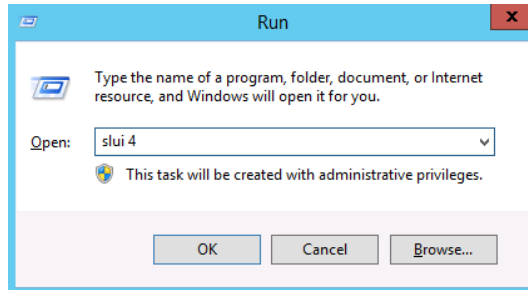 Run
x
Type the name of a program, folder, document, or Internet
resource, and Windows will open it for you.
Open:
slui 4
This task will be created with administrative privileges.
OK
Cancel
Browse...